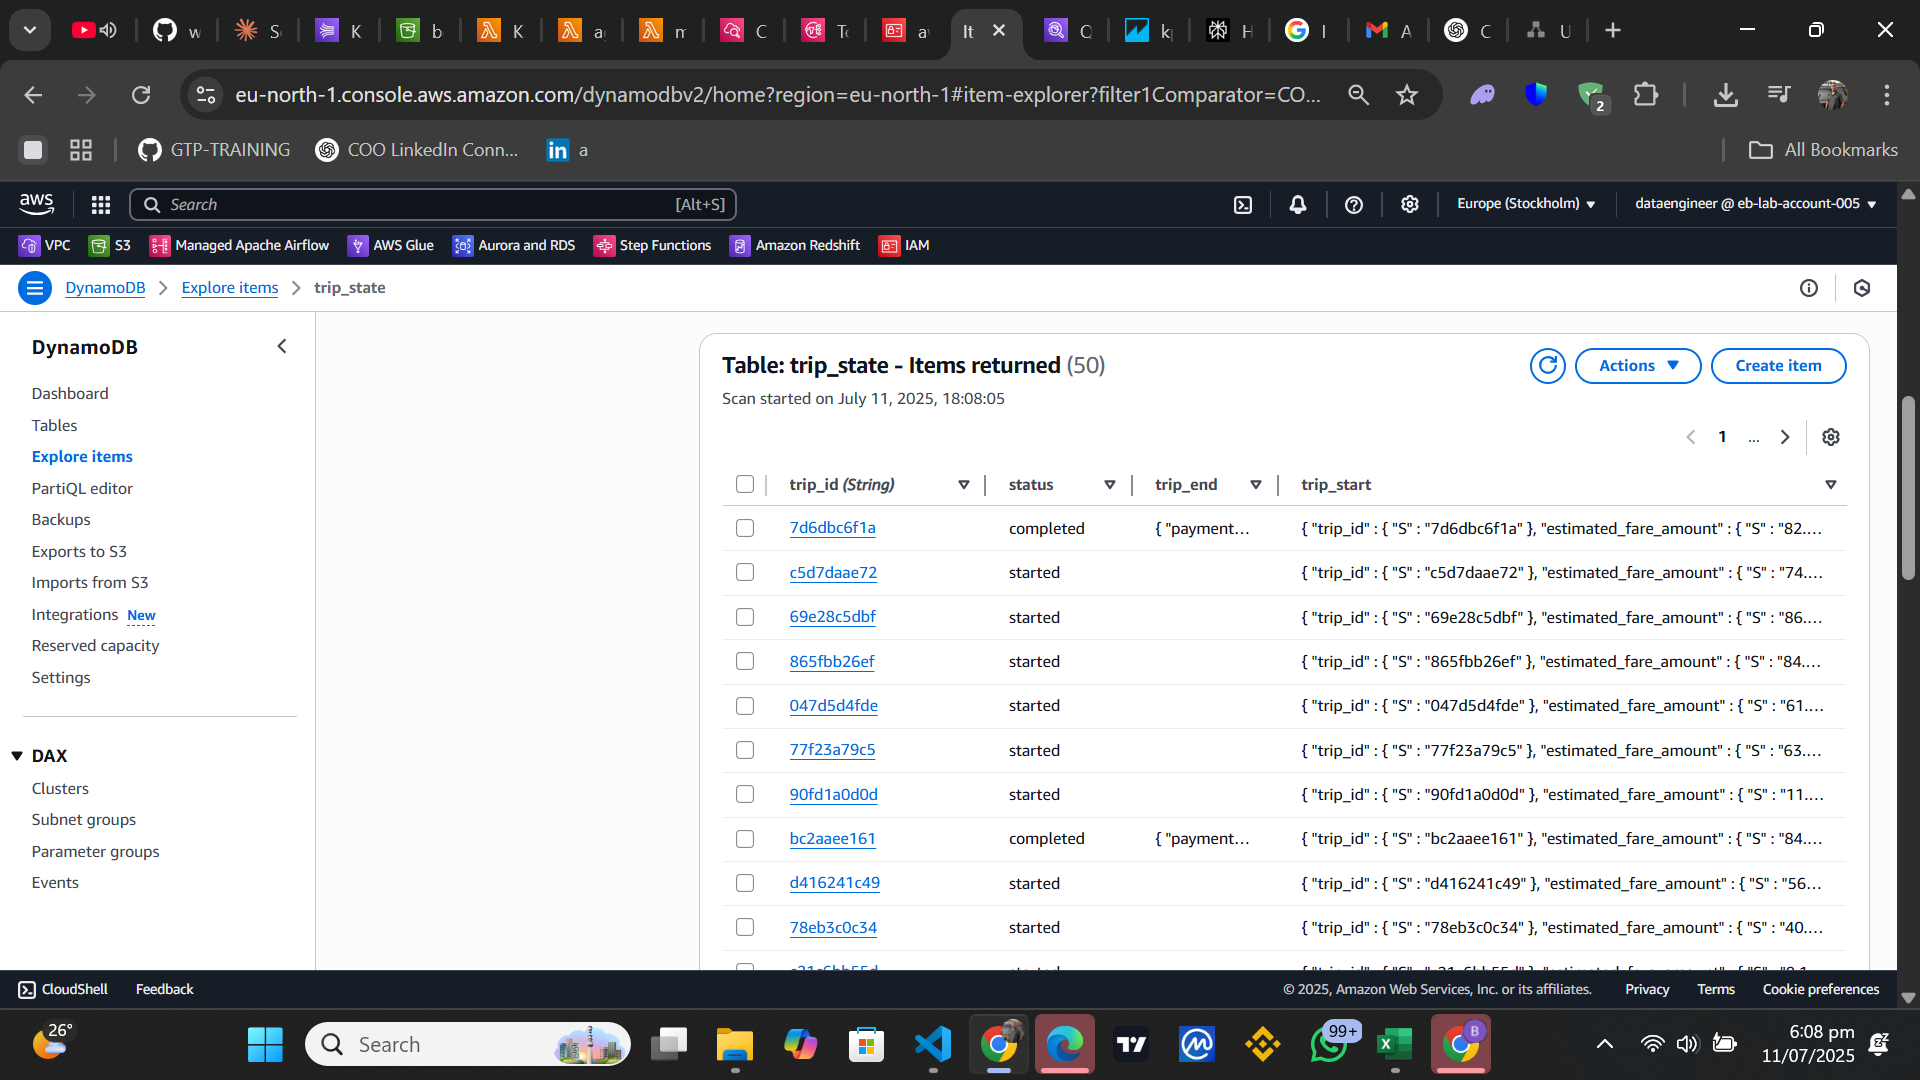 w
S
K
b
K
a
m
C
To
a
It
Q
k
H
I
A
C
U
eu-north-1.console.aws.amazon.com/dynamodbv2/home?region=eu-north-1#item-explorer?filter1Comparator=CO...
2
GTP-TRAINING
COO LinkedIn Conn...
a
All Bookmarks
aws
Search
[Alt+S]
Europe (Stockholm)
dataengineer @ eb-lab-account-005
VPC
S3
Managed Apache Airflow
AWS Glue
Aurora and RDS
Step Functions
Amazon Redshift
IAM
DynamoDB
Explore items
trip_state
DynamoDB
Dashboard
Tables
Explore items
PartiQL editor
Backups
Exports to S3
Imports from S3
Integrations New
Reserved capacity
Settings
DAX
Clusters
Subnet groups
Parameter groups
Events
Table: trip_state - Items returned (50)
Actions
Create item
Scan started on July 11, 2025, 18:08:05
1
...
trip_id (String) status trip_end trip_start
7d6dbc6f1a completed { "payment... { "trip_id" : { "S" : "7d6dbc6f1a" }, "estimated_fare_amount" : { "S" : "82....
c5d7daae72 started { "trip_id" : { "S" : "c5d7daae72" }, "estimated_fare_amount" : { "S" : "74....
69e28c5dbf started { "trip_id" : { "S" : "69e28c5dbf" }, "estimated_fare_amount" : { "S" : "86....
865fbb26ef started { "trip_id" : { "S" : "865fbb26ef" }, "estimated_fare_amount" : { "S" : "84....
047d5d4fde started { "trip_id" : { "S" : "047d5d4fde" }, "estimated_fare_amount" : { "S" : "61....
77f23a79c5 started { "trip_id" : { "S" : "77f23a79c5" }, "estimated_fare_amount" : { "S" : "63....
90fd1a0d0d started { "trip_id" : { "S" : "90fd1a0d0d" }, "estimated_fare_amount" : { "S" : "11....
bc2aaee161 completed { "payment... { "trip_id" : { "S" : "bc2aaee161" }, "estimated_fare_amount" : { "S" : "84....
d416241c49 started { "trip_id" : { "S" : "d416241c49" }, "estimated_fare_amount" : { "S" : "56....
78eb3c0c34 started { "trip_id" : { "S" : "78eb3c0c34" }, "estimated_fare_amount" : { "S" : "40....
CloudShell
Feedback
© 2025, Amazon Web Services, Inc. or its affiliates.
Privacy
Terms
Cookie preferences
26°
Search
99+
B
6:08 pm
11/07/2025